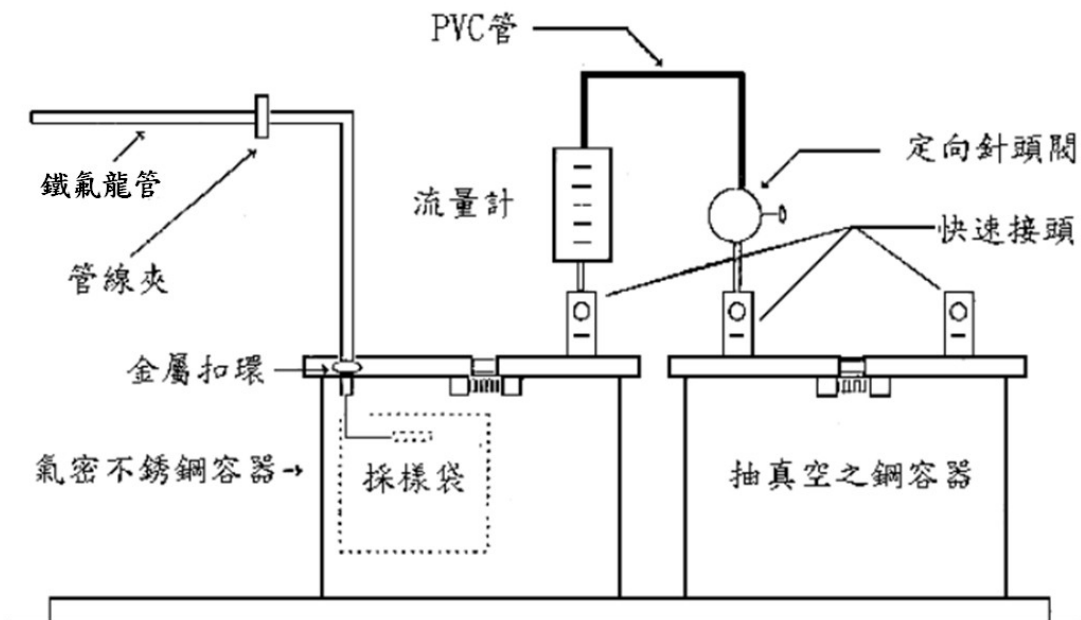 PVC管
定向針頭閥
鐵氟龍管
流量計
快速接頭
管線夾
金屬扣環
氣密不銹鋼容器
採樣袋
抽真空之鋼容器